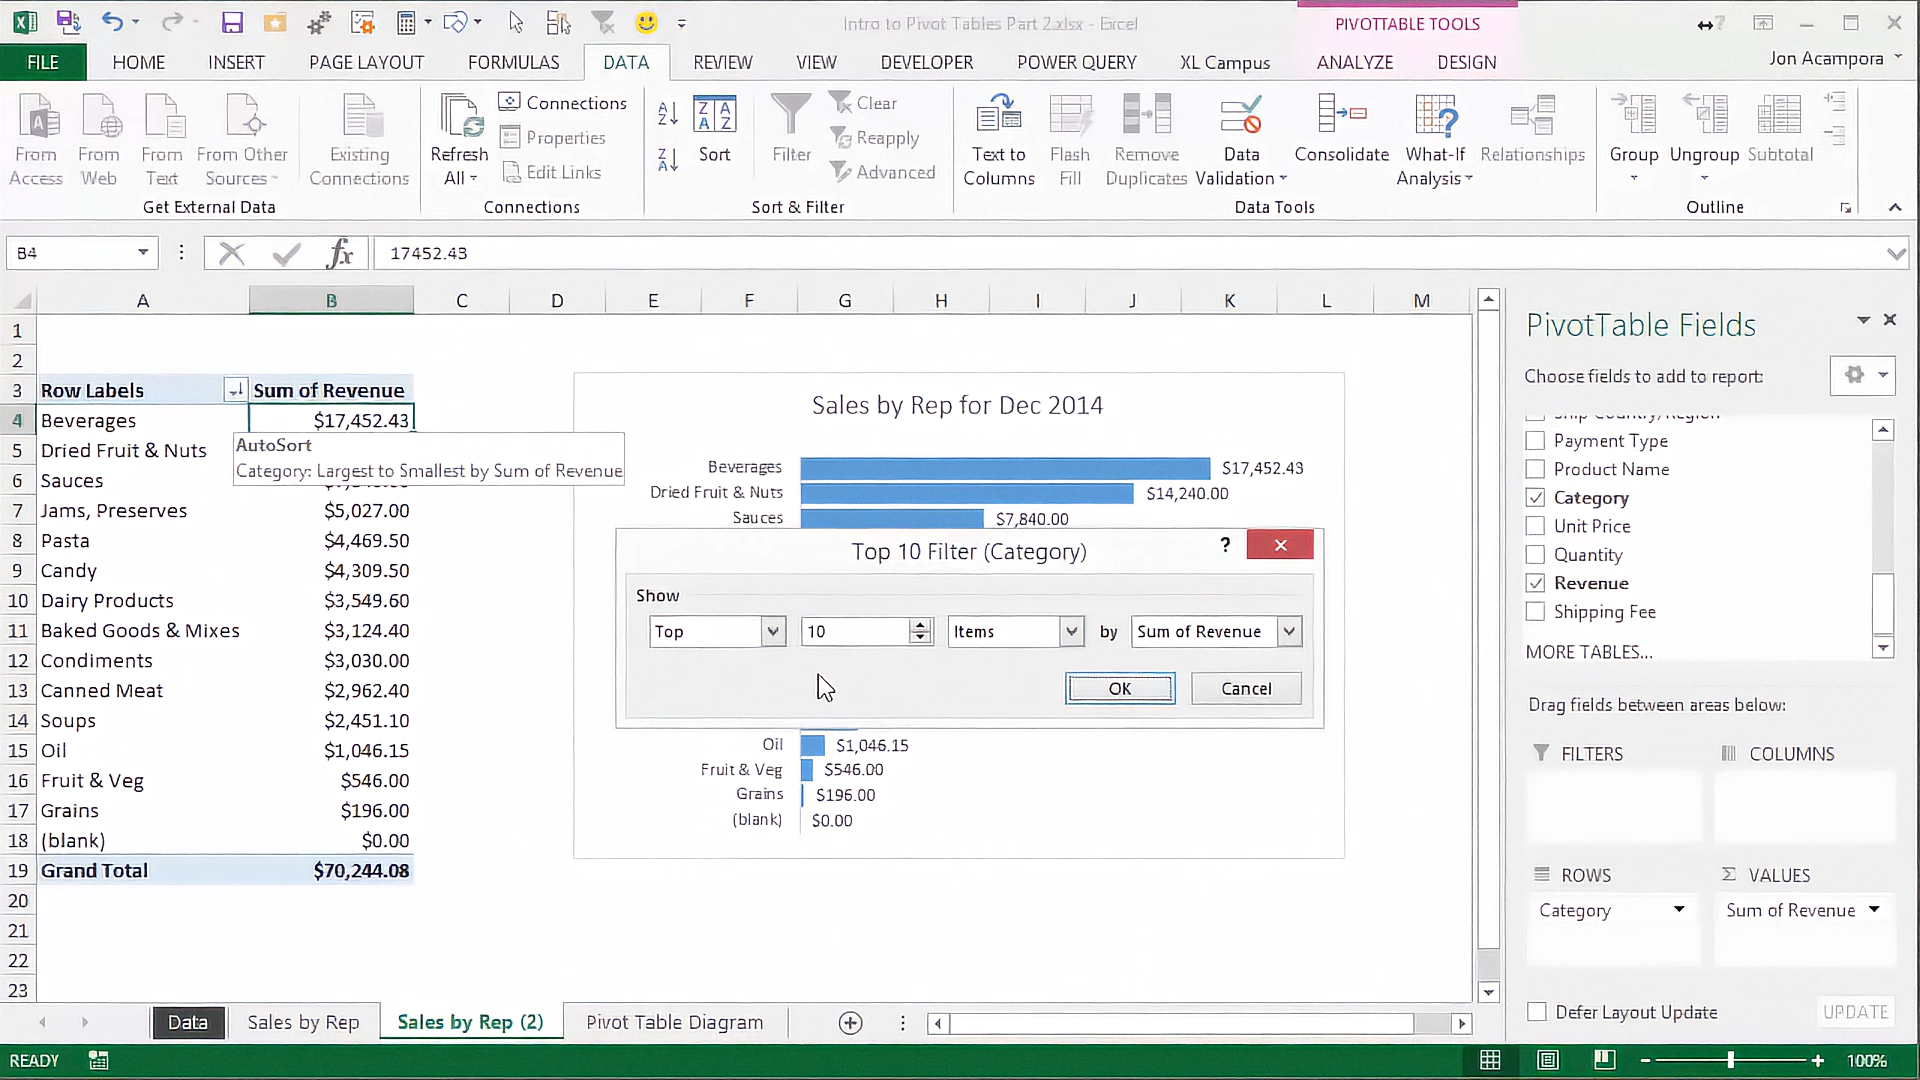 Intro to Pivot Tables Part 2.xlsx - Excel
PIVOTTABLE TOOLS
?
FILE HOME INSERT PAGE LAYOUT FORMULAS DATA REVIEW VIEW DEVELOPER POWER QUERY XL Campus ANALYZE DESIGN
Jon Acampora
From Access
From Web
From Text
From Other Sources
Existing Connections
Get External Data
Refresh All
Connections
Properties
Edit Links
Connections
Sort
Filter
Clear
Reapply
Advanced
Sort & Filter
Text to Columns
Flash Fill
Remove Duplicates
Data Validation
Consolidate
What-If Analysis
Relationships
Data Tools
Group
Ungroup
Subtotal
Outline
B4
fx
17452.43
A B C D E F G H I J K L M
1
2
3 Row Labels Sum of Revenue
4 Beverages $17,452.43
5 Dried Fruit & Nuts
6 Sauces
7 Jams, Preserves $5,027.00
8 Pasta $4,469.50
9 Candy $4,309.50
10 Dairy Products $3,549.60
11 Baked Goods & Mixes $3,124.40
12 Condiments $3,030.00
13 Canned Meat $2,962.40
14 Soups $2,451.10
15 Oil $1,046.15
16 Fruit & Veg $546.00
17 Grains $196.00
18 (blank) $0.00
19 Grand Total $70,244.08
20
21
22
23
AutoSort
Category: Largest to Smallest by Sum of Revenue
Sales by Rep for Dec 2014
Beverages $17,452.43
Dried Fruit & Nuts $14,240.00
Sauces $7,840.00
Top 10 Filter (Category)
?
Show
Top 10 Items by Sum of Revenue
OK Cancel
Oil $1,046.15
Fruit & Veg $546.00
Grains $196.00
(blank) $0.00
PivotTable Fields
Choose fields to add to report:
Ship Country/Region
Payment Type
Product Name
Category
Unit Price
Quantity
Revenue
Shipping Fee
MORE TABLES...
Drag fields between areas below:
FILTERS COLUMNS
ROWS VALUES
Category Sum of Revenue
Defer Layout Update UPDATE
Data Sales by Rep Sales by Rep (2) Pivot Table Diagram
READY 100%